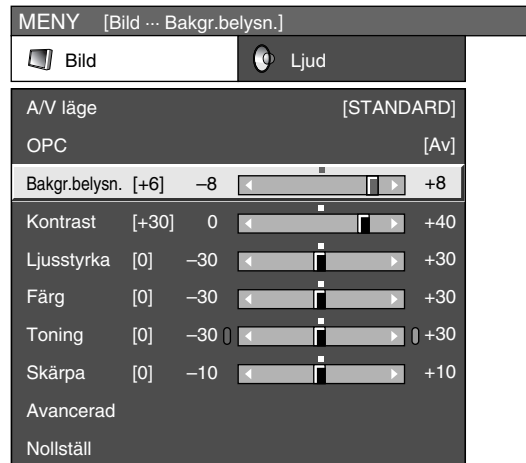 MENY [Bild ··· Bakgr.belysn.]
Bild Ljud
A/V läge [STANDARD]
OPC [Av]
Bakgr.belysn. [+6] –8 +8
Kontrast [+30] 0 +40
Ljusstyrka [0] –30 +30
Färg [0] –30 +30
Toning [0] –30 +30
Skärpa [0] –10 +10
Avancerad
Nollställ